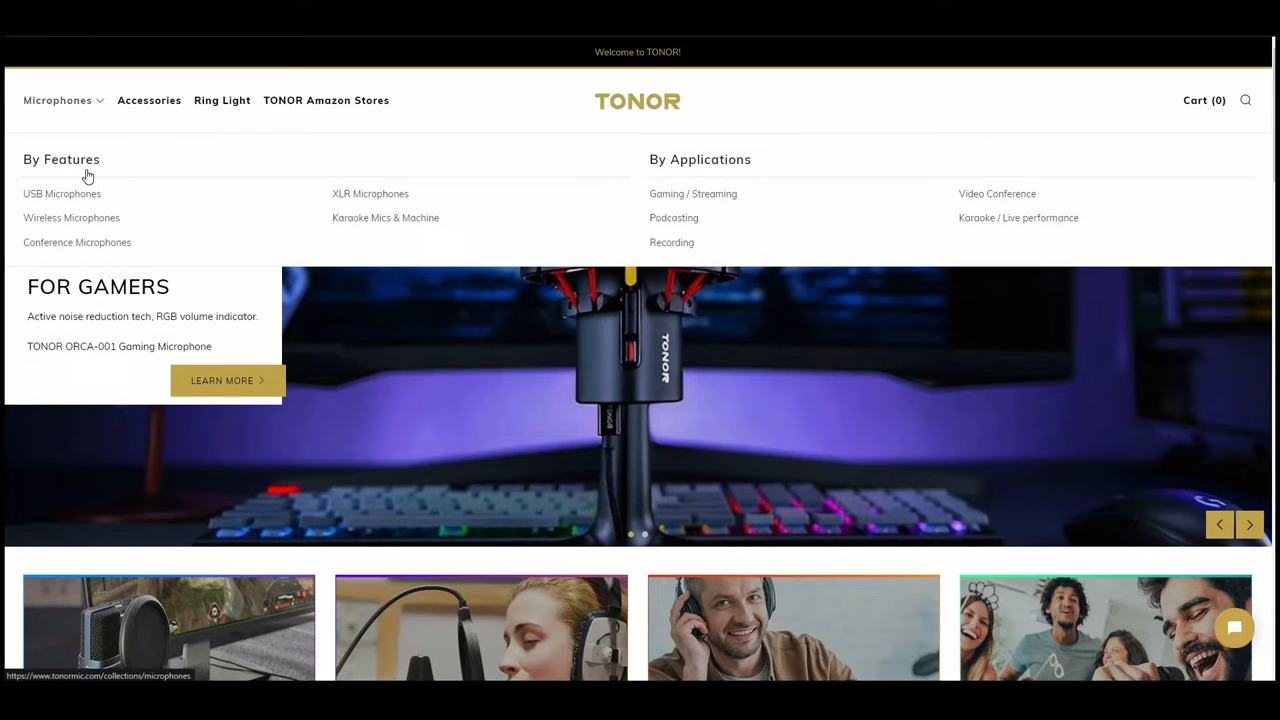 Welcome to TONOR!
Microphones Accessories Ring Light TONOR Amazon Stores
TONOR
Cart (0)
By Features
USB Microphones
Wireless Microphones
Conference Microphones
XLR Microphones
Karaoke Mics & Machine
By Applications
Gaming / Streaming
Podcasting
Recording
Video Conference
Karaoke / Live performance
FOR GAMERS
Active noise reduction tech, RGB volume indicator.
TONOR ORCA-001 Gaming Microphone
LEARN MORE
TONOR
TONOR
https://www.tonormic.com/collections/microphones